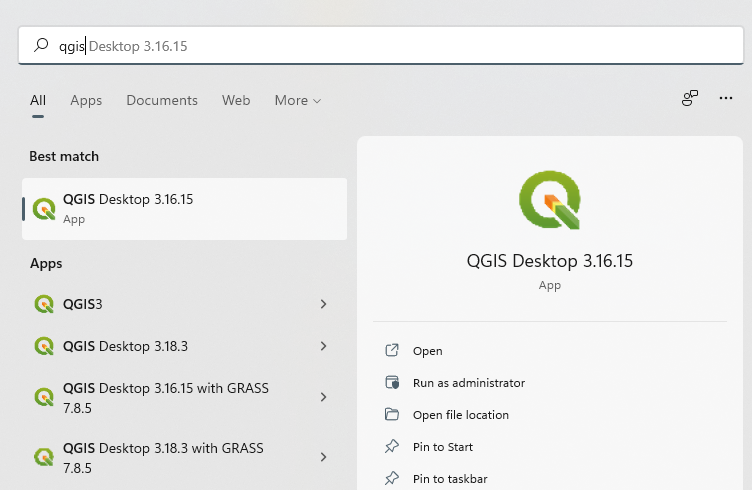 qgis Desktop 3.16.15
All Apps Documents Web More
Best match
QGIS Desktop 3.16.15
App
Apps
QGIS3
QGIS Desktop 3.18.3
QGIS Desktop 3.16.15 with GRASS
7.8.5
QGIS Desktop 3.18.3 with GRASS
7.8.5
QGIS Desktop 3.16.15
App
Open
Run as administrator
Open file location
Pin to Start
Pin to taskbar